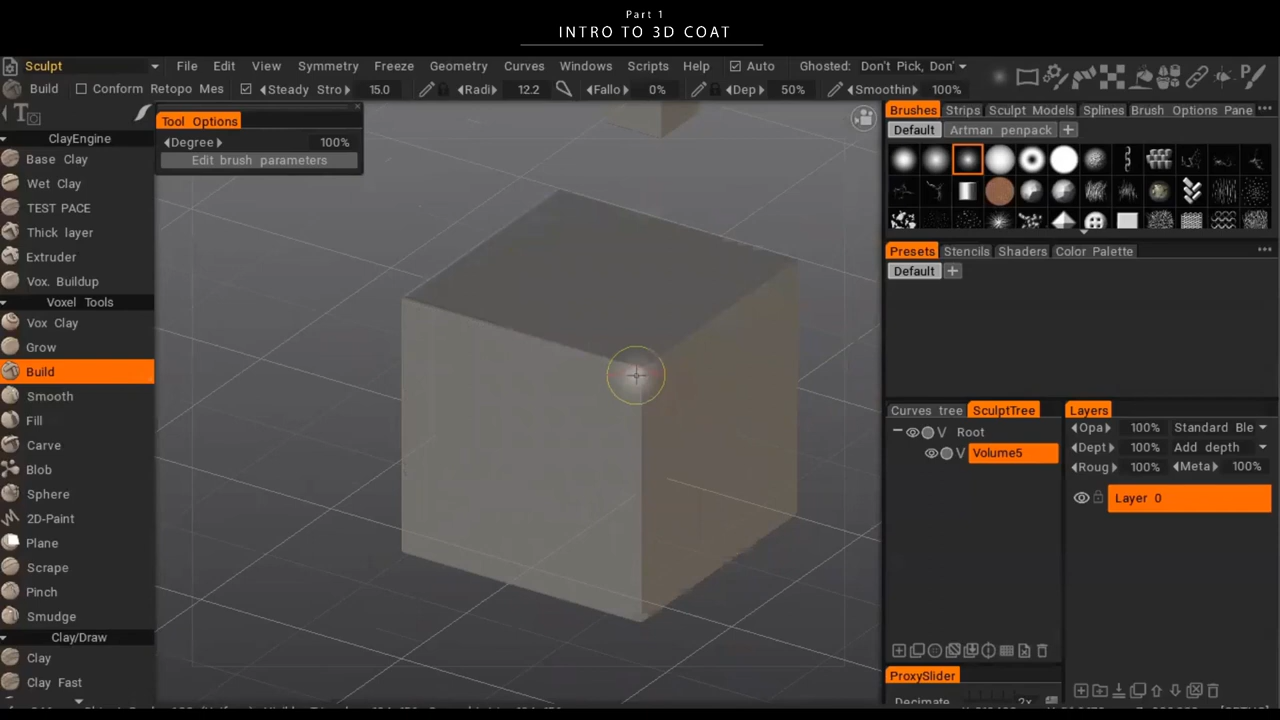 Part 1
INTRO TO 3D COAT
Sculpt File Edit View Symmetry Freeze Geometry Curves Windows Scripts Help Auto Ghosted: Don't Pick, Don'
Build Conform Retopo Mes Steady Stro 15.0 Radi 12.2 Fallo 0% Dep 50% Smoothin 100%
Tool Options
Degree 100%
Edit brush parameters
ClayEngine
Base Clay
Wet Clay
TEST PACE
Thick layer
Extruder
Vox. Buildup
Voxel Tools
Vox Clay
Grow
Build
Smooth
Fill
Carve
Blob
Sphere
2D-Paint
Plane
Scrape
Pinch
Smudge
Clay/Draw
Clay
Clay Fast
Brushes Strips Sculpt Models Splines Brush Options Pane
Default Artman penpack
Presets Stencils Shaders Color Palette
Default
Curves tree SculptTree
V Root
V Volume5
ProxySlider
Decimate 2x
Layers
Opa 100% Standard Ble
Dept 100% Add depth
Roug 100% Meta 100%
Layer 0